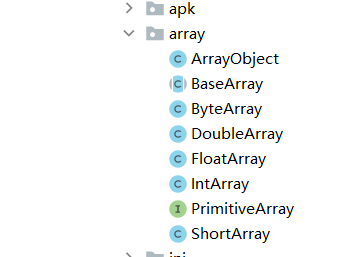 apk
array
C ArrayObject
C BaseArray
C ByteArray
C DoubleArray
C FloatArray
C IntArray
I PrimitiveArray
C ShortArray